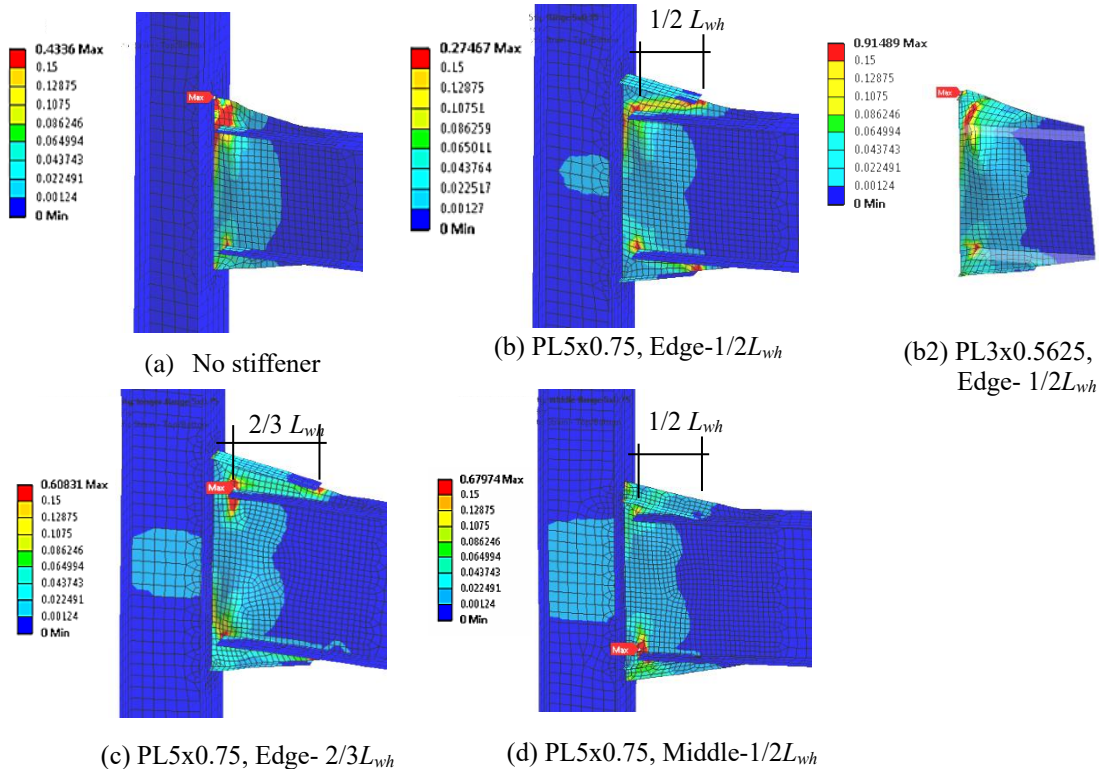 0.4336 Max
0.15
0.12875
0.1075
0.086246
0.064994
0.043743
0.022491
0.00124
0 Min
Max
(a) No stiffener
0.27467 Max
0.15
0.12875
0.10751
0.086259
0.065011
0.043764
0.022517
0.00127
0 Min
1/2 Lwh
(b) PL5x0.75, Edge-1/2Lwh
0.91489 Max
0.15
0.12875
0.1075
0.086246
0.064994
0.043743
0.022491
0.00124
0 Min
Max
(b2) PL3x0.5625,
Edge- 1/2Lwh
0.60831 Max
0.15
0.12875
0.1075
0.086246
0.064994
0.043743
0.022491
0.00124
0 Min
2/3 Lwh
Max
(c) PL5x0.75, Edge- 2/3Lwh
0.67974 Max
0.15
0.12875
0.1075
0.086246
0.064994
0.043743
0.022491
0.00124
0 Min
1/2 Lwh
Max
(d) PL5x0.75, Middle-1/2Lwh